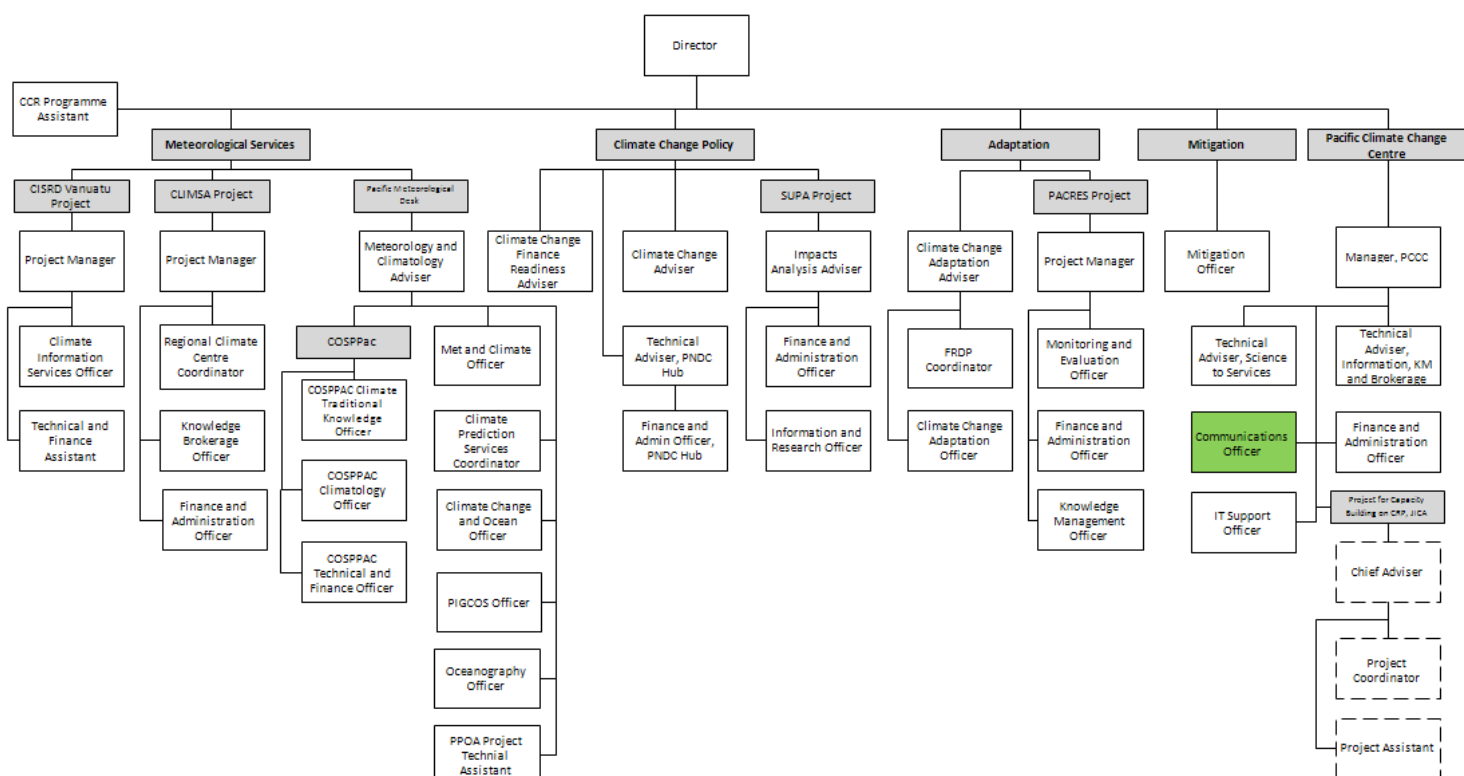 Director
CCR Programme
Assistant
Meteorological Services
Climate Change Policy
Adaptation
Mitigation
Pacific Climate Change
Centre
CISRD Vanuatu
Project
CLIMSA Project
Pacific Meteorological
Desk
SUPA Project
PACRES Project
Project Manager
Project Manager
Meteorology and
Climatology
Adviser
Climate Change
Finance
Readiness
Adviser
Climate Change
Adviser
Impacts
Analysis Adviser
Climate Change
Adaptation
Adviser
Project Manager
Mitigation
Officer
Manager, PCCC
Climate
Information
Services Officer
Regional Climate
Centre
Coordinator
COSPPac
Met and Climate
Officer
Technical
Adviser, PNDC
Hub
Finance and
Administration
Officer
FRDP
Coordinator
Monitoring and
Evaluation
Officer
Technical
Adviser, Science
to Services
Technical
Adviser,
Information, KM
and Brokerage
COSPPAC Climate
Traditional
Knowledge
Officer
Technical and
Finance
Assistant
Knowledge
Brokerage
Officer
Climate
Prediction
Services
Coordinator
Finance and
Admin Officer,
PNDC Hub
Information and
Research Officer
Climate Change
Adaptation
Officer
Finance and
Administration
Officer
Communications
Officer
Finance and
Administration
Officer
COSPPAC
Climatology
Officer
Finance and
Administration
Officer
Climate Change
and Ocean
Officer
Knowledge
Management
Officer
IT Support
Officer
Project for Capacity
Building on CRP, JICA
COSPPAC
Technical and
Finance Officer
Chief Adviser
PIGCOS Officer
Oceanography
Officer
Project
Coordinator
PPOA Project
Technial
Assistant
Project Assistant